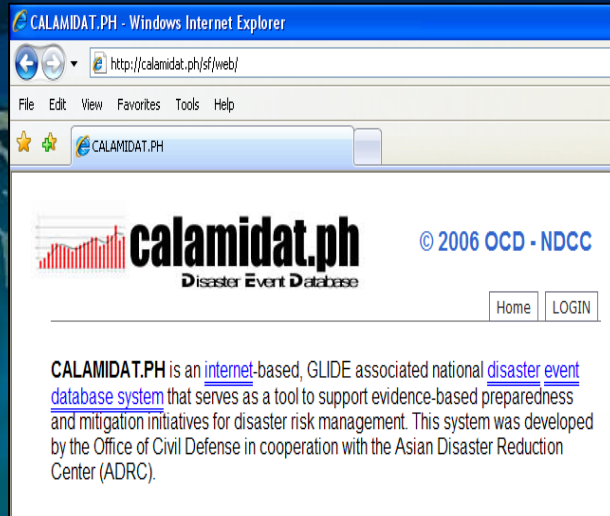 CALAMIDAT.PH - Windows Internet Explorer
http://calamidat.ph/sf/web/
File Edit View Favorites Tools Help
CALAMIDAT.PH
calamidat.ph
Disaster Event Database
© 2006 OCD - NDCC
Home LOGIN
CALAMIDAT.PH is an internet-based, GLIDE associated national disaster event
database system that serves as a tool to support evidence-based preparedness
and mitigation initiatives for disaster risk management. This system was developed
by the Office of Civil Defense in cooperation with the Asian Disaster Reduction
Center (ADRC).